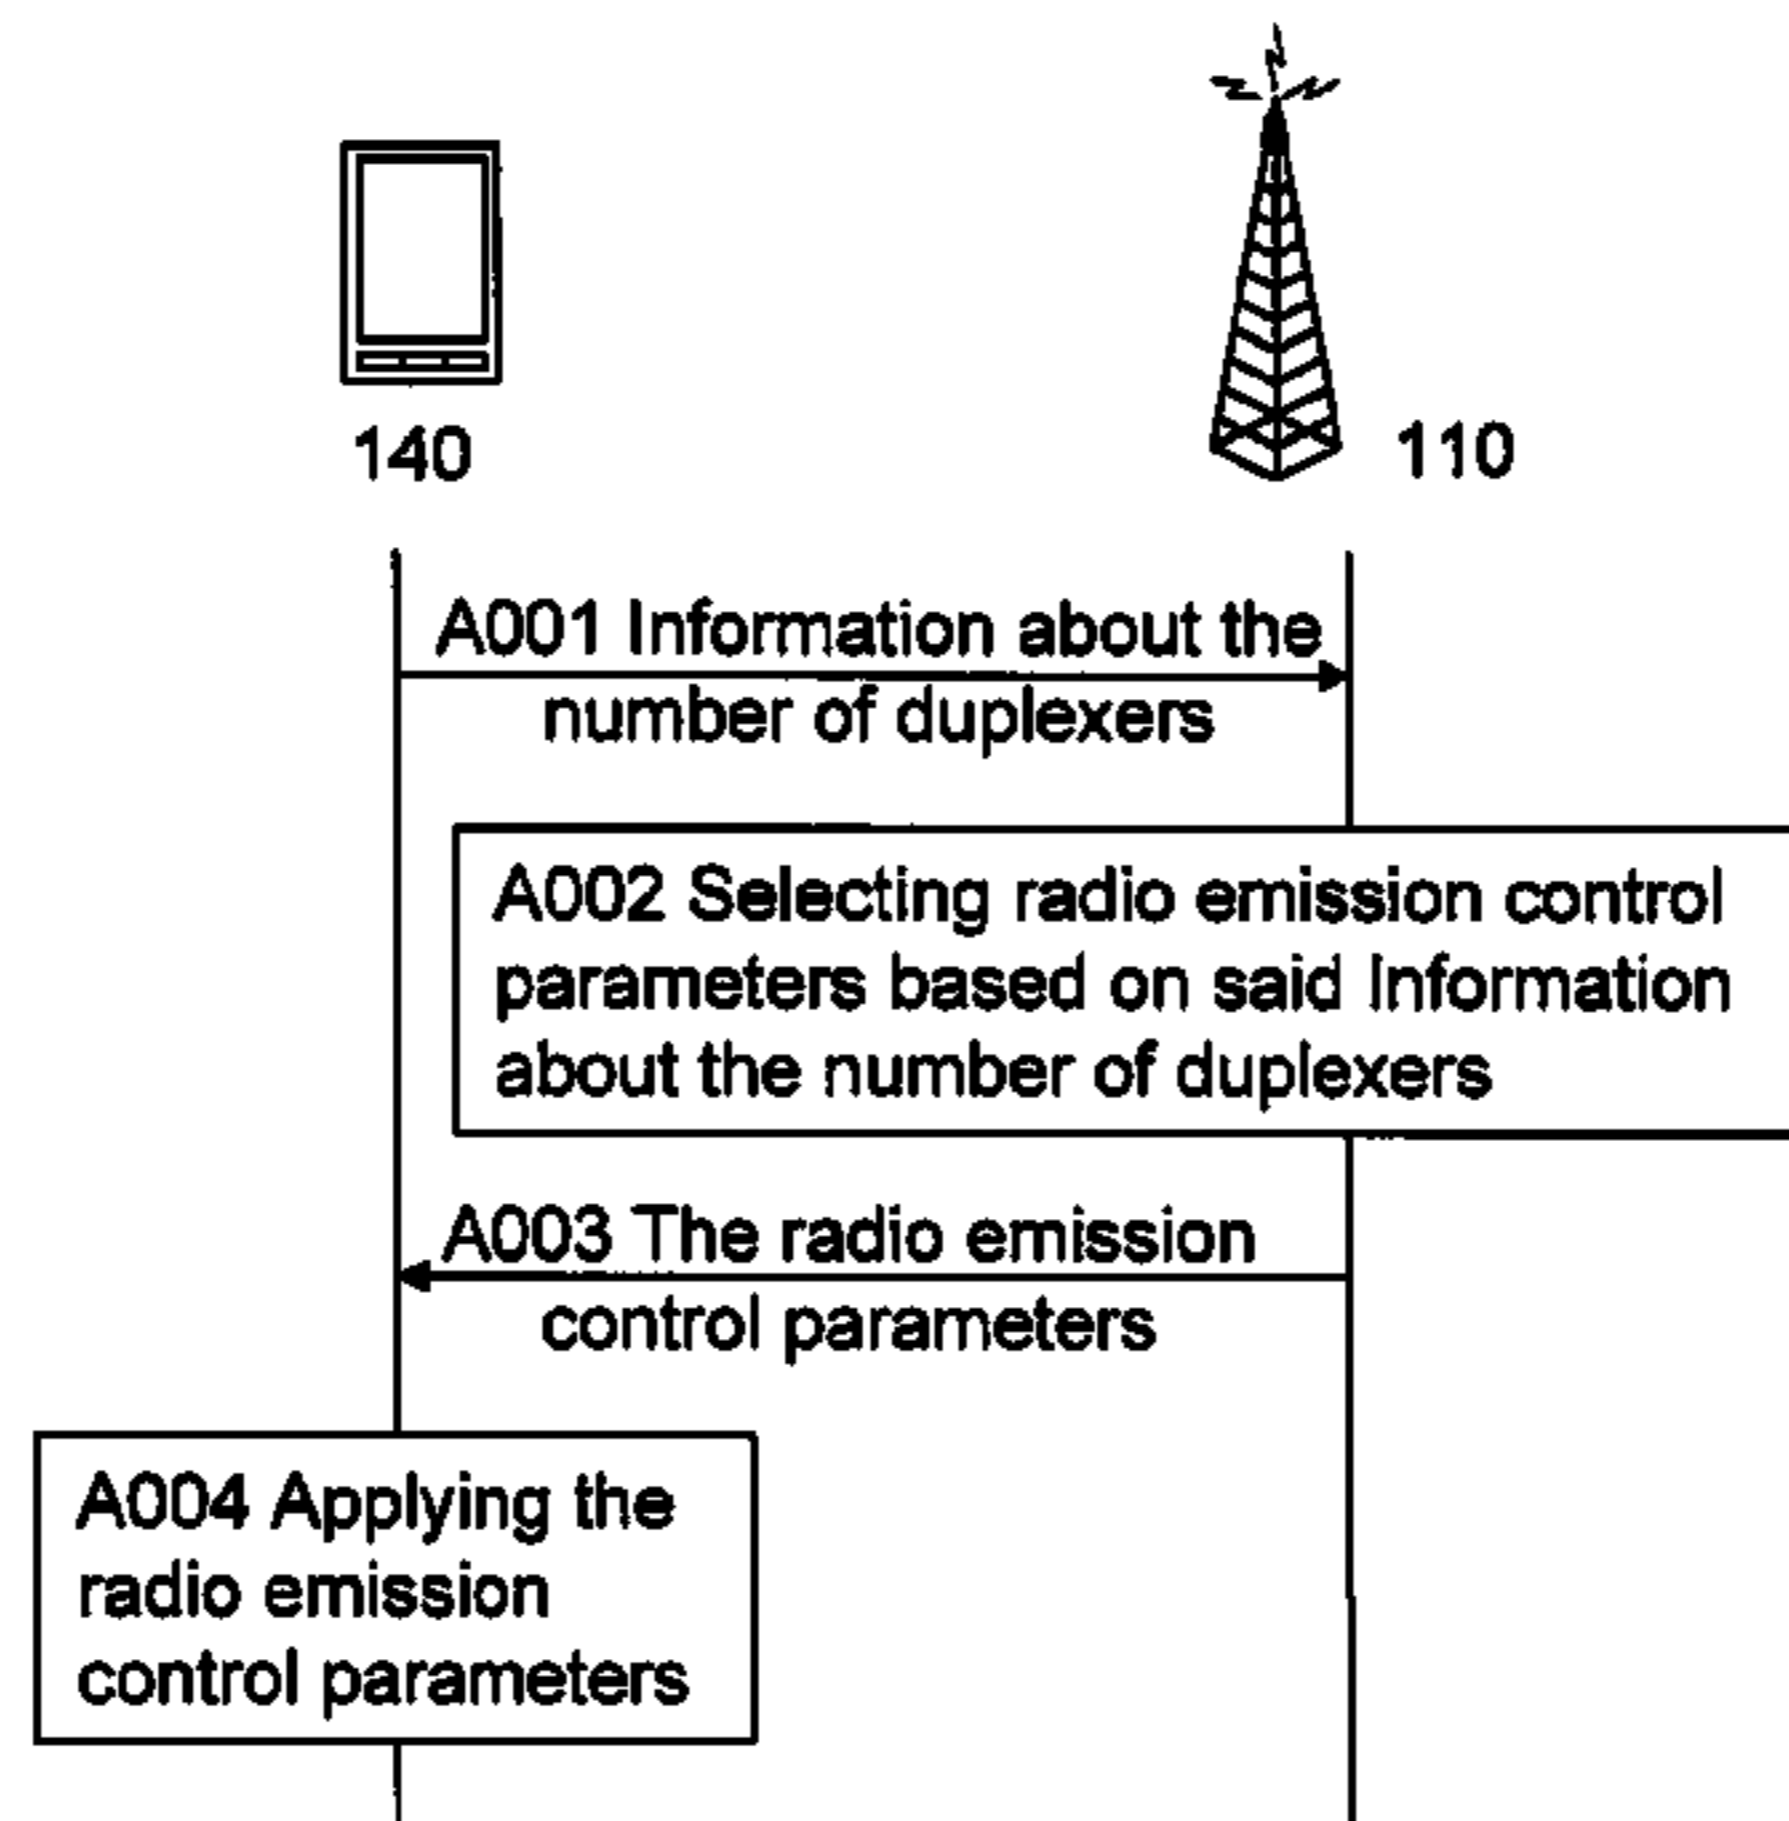 140
110
A001 Information about the
number of duplexers
A002 Selecting radio emission control
parameters based on said Information
about the number of duplexers
A003 The radio emission
control parameters
A004 Applying the
radio emission
control parameters